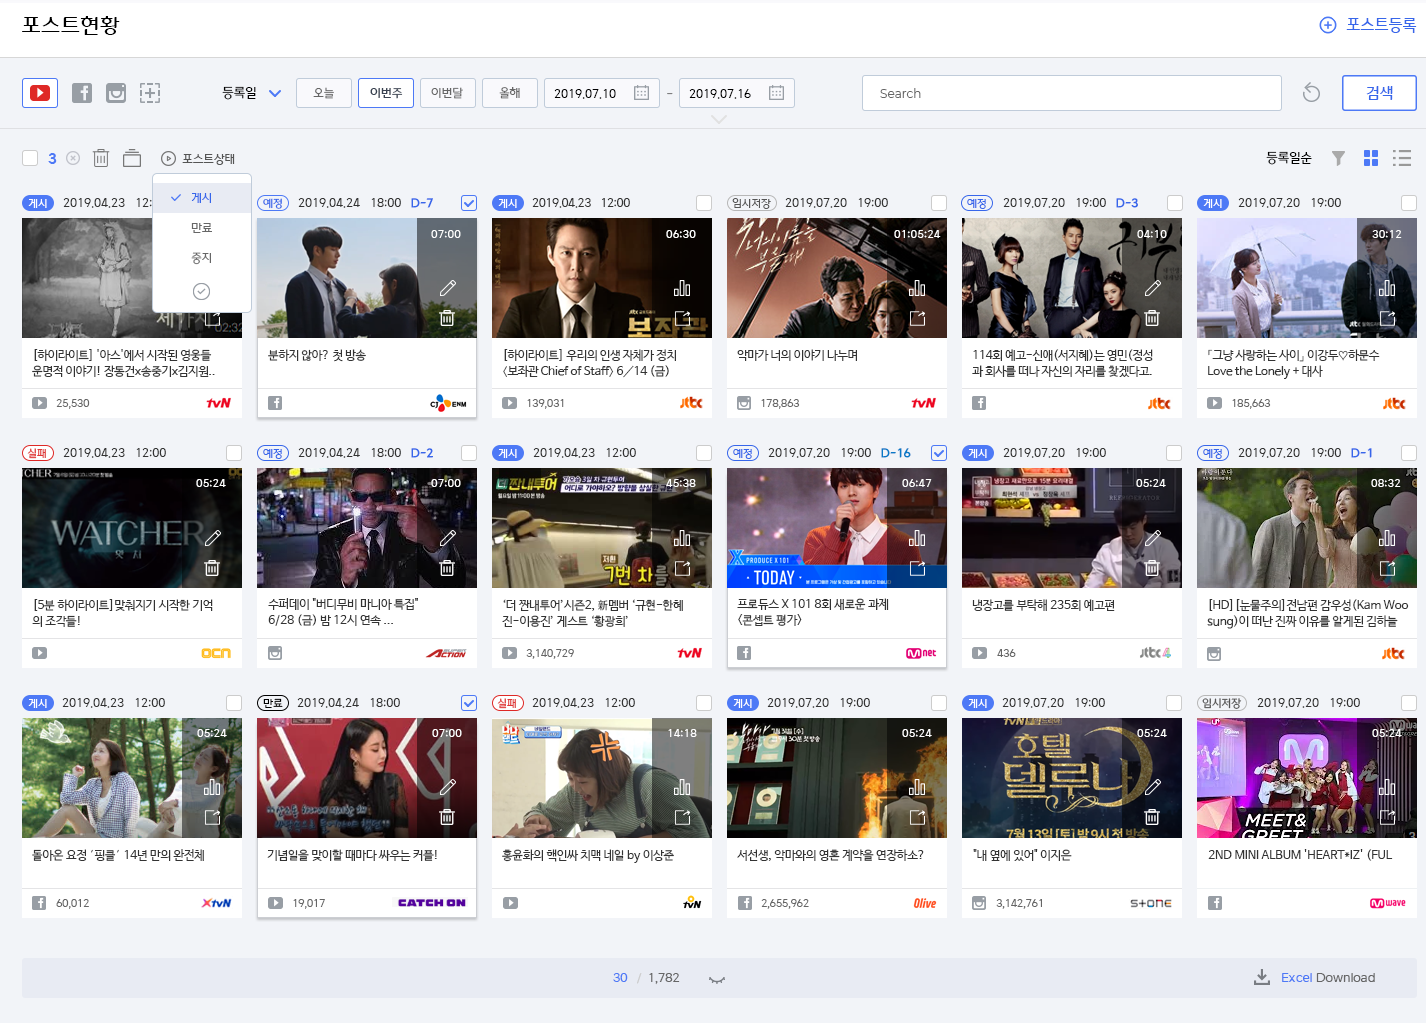 포스트현황
포스트등록
등록일
오늘
이번주
이번달
올해
2019.07.10
-
2019.07.16
Search
검색
3
포스트상태
등록일순
게시
만료
중지
게시 2019.04.23 12:
예정 2019.04.24 18:00 D-7
게시 2019.04.23 12:00
임시저장 2019.07.20 19:00
예정 2019.07.20 19:00 D-3
게시 2019.07.20 19:00
02:32
07:00
06:30
01:05:24
04:10
30:12
너의 이름을
부를 때
보좌관
[하이라이트] '아스'에서 시작된 영웅들
운명적 이야기! 장동건x송중기x김지원..
분하지 않아? 첫 방송
[하이라이트] 우리의 인생 자체가 정치
〈보좌관 Chief of Staff〉 6／14 (금)
악마가 너의 이야기 나누며
114회 예고-신애(서지혜)는 영민(정성
과 회사를 떠나 자신의 자리를 찾겠다고.
「그냥 사랑하는 사이」 이강두♡하문수
Love the Lonely + 대사
25,530 tvN
CJ ENM
139,031 jtbc
178,863 tvN
jtbc
185,663 jtbc
실패 2019.04.23 12:00
예정 2019.04.24 18:00 D-2
게시 2019.04.23 12:00
예정 2019.07.20 19:00 D-16
게시 2019.07.20 19:00
예정 2019.07.20 19:00 D-1
05:24
07:00
45:38
06:47
05:24
08:32
WATCHER
왓쳐
짠내투어
7번 차
PRODUCE X 101
TODAY
REFRIGERATOR
[5분 하이라이트]맞춰지기 시작한 기억
의 조각들!
수퍼데이 "버디무비 마니아 특집"
6/28 (금) 밤 12시 연속 ...
‘더 짠내투어’시즌2, 新멤버 ‘규현-한혜
진-이용진’ 게스트 ‘황광희’
프로듀스 X 101 8회 새로운 과제
〈콘셉트 평가〉
냉장고를 부탁해 235회 예고편
[HD] [눈물주의]전남편 감우성(Kam Woo
sung)이 떠난 진짜 이유를 알게된 김하늘
OCN
ACTION
3,140,729 tvN
Mnet
436 jtbc4
jtbc
게시 2019.04.23 12:00
만료 2019.04.24 18:00
실패 2019.04.23 12:00
게시 2019.07.20 19:00
게시 2019.07.20 19:00
임시저장 2019.07.20 19:00
05:24
07:00
14:18
05:24
05:24
05:24
호텔
델루나
7월 13일 [토] 밤 9시 첫 방송
MEET&
GREET
돌아온 요정 ‘핑클’ 14년 만의 완전체
기념일을 맞이할 때마다 싸우는 커플!
홍윤화의 핵인싸 치맥 네일 by 이상준
서선생, 악마와의 영혼 계약을 연장하소?
"내 옆에 있어" 이지은
2ND MINI ALBUM 'HEART*IZ' (FUL
60,012 XtvN
19,017 CATCH ON
tvN
2,655,962 Olive
3,142,761 STONE
Mwave
30 / 1,782
Excel Download